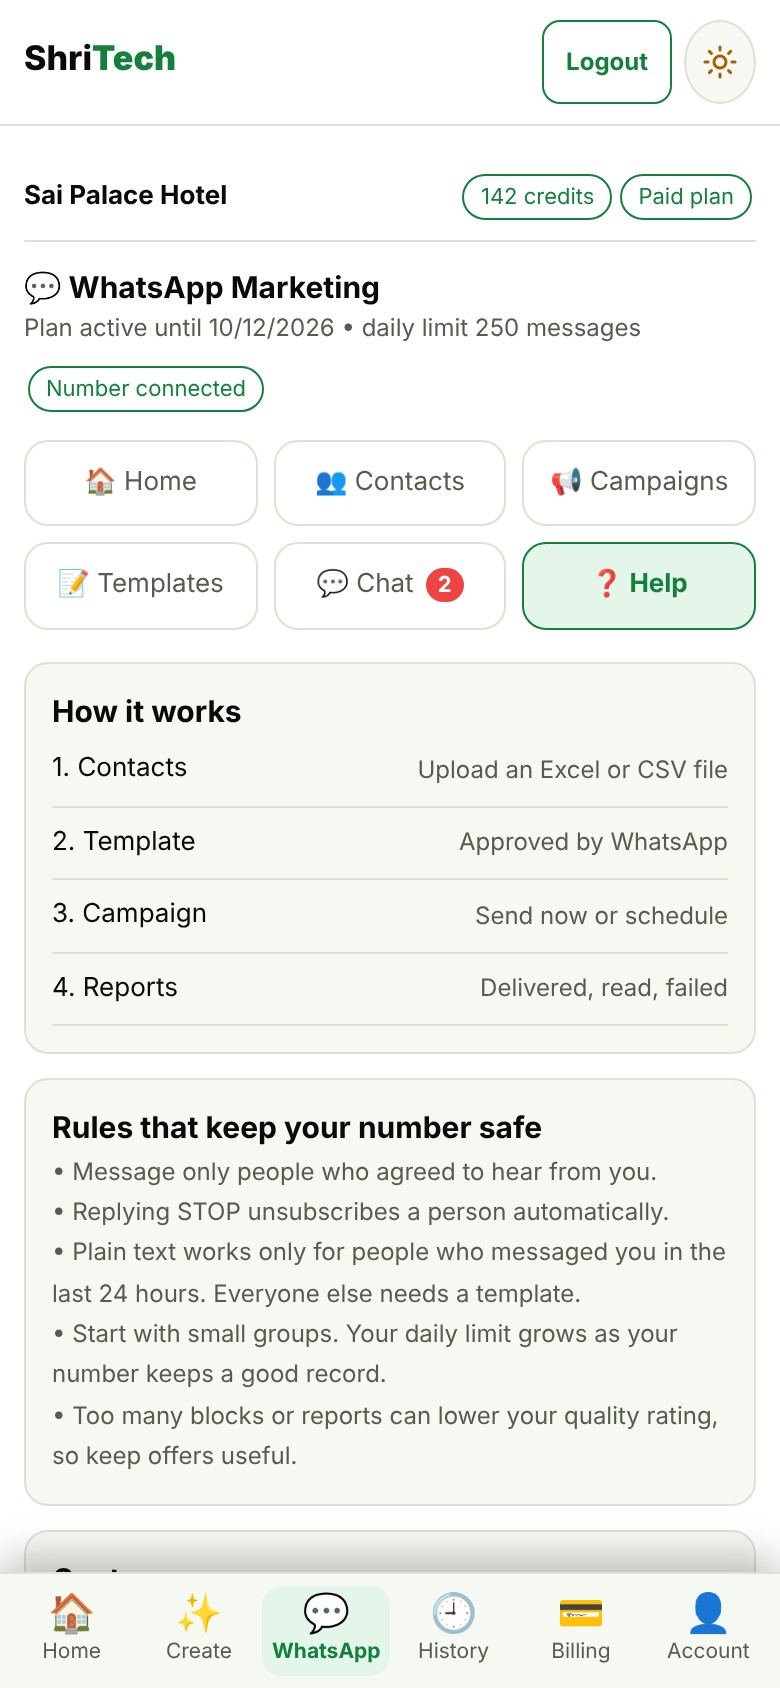 ShriTech
Logout
Sai Palace Hotel
142 credits
Paid plan
💬 WhatsApp Marketing
Plan active until 10/12/2026 • daily limit 250 messages
Number connected
🏠 Home
👥 Contacts
📢 Campaigns
📝 Templates
💬 Chat 2
❓ Help
How it works
1. Contacts
Upload an Excel or CSV file
2. Template
Approved by WhatsApp
3. Campaign
Send now or schedule
4. Reports
Delivered, read, failed
Rules that keep your number safe
• Message only people who agreed to hear from you.
• Replying STOP unsubscribes a person automatically.
• Plain text works only for people who messaged you in the
last 24 hours. Everyone else needs a template.
• Start with small groups. Your daily limit grows as your
number keeps a good record.
• Too many blocks or reports can lower your quality rating,
so keep offers useful.
Home
Create
WhatsApp
History
Billing
Account